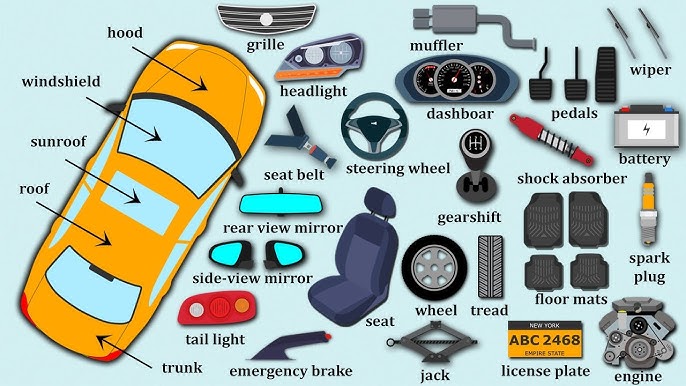 hood
windshield
sunroof
roof
trunk
grille
headlight
seat belt
steering wheel
rear view mirror
side-view mirror
tail light
emergency brake
seat
muffler
dashboar
gearshift
wheel
tread
jack
pedals
wiper
shock absorber
battery
floor mats
spark
plug
NEW YORK
ABC 2468
EMPIRE STATE
license plate
engine